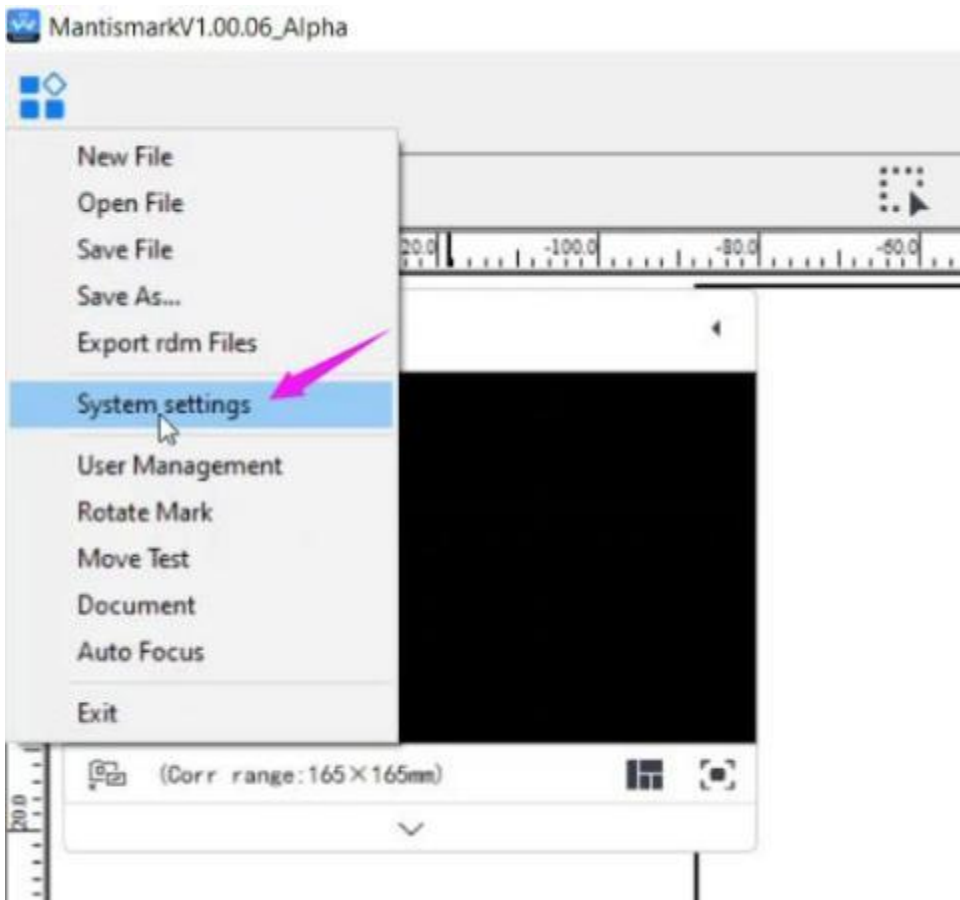 MantismarkV1.00.06_Alpha
New File
Open File
Save File
Save As...
Export rdm Files
System settings
User Management
Rotate Mark
Move Test
Document
Auto Focus
Exit
20.0 -100.0 -80.0 -60.0
(Corr range:165×165mm)
20.0